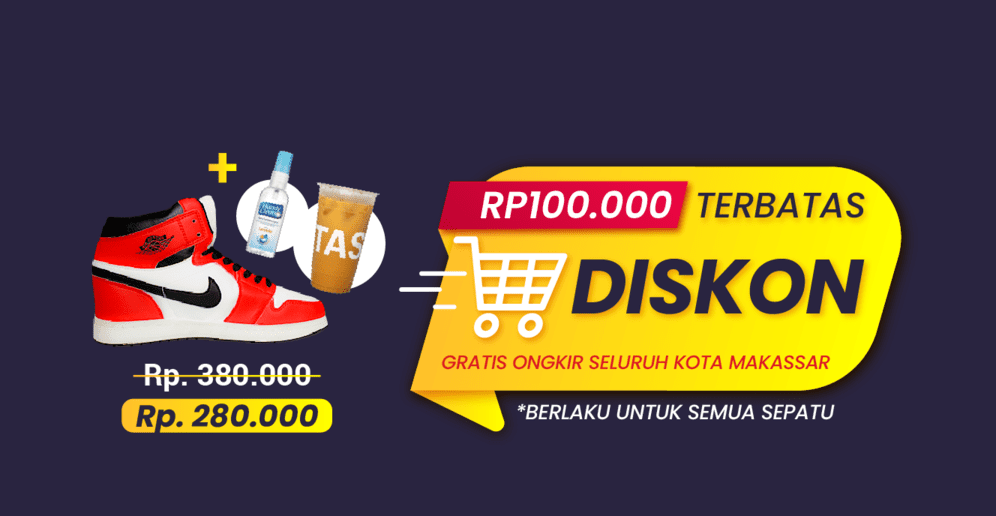 +
TAS
Rp. 380.000
Rp. 280.000
RP100.000 TERBATAS
DISKON
GRATIS ONGKIR SELURUH KOTA MAKASSAR
*BERLAKU UNTUK SEMUA SEPATU